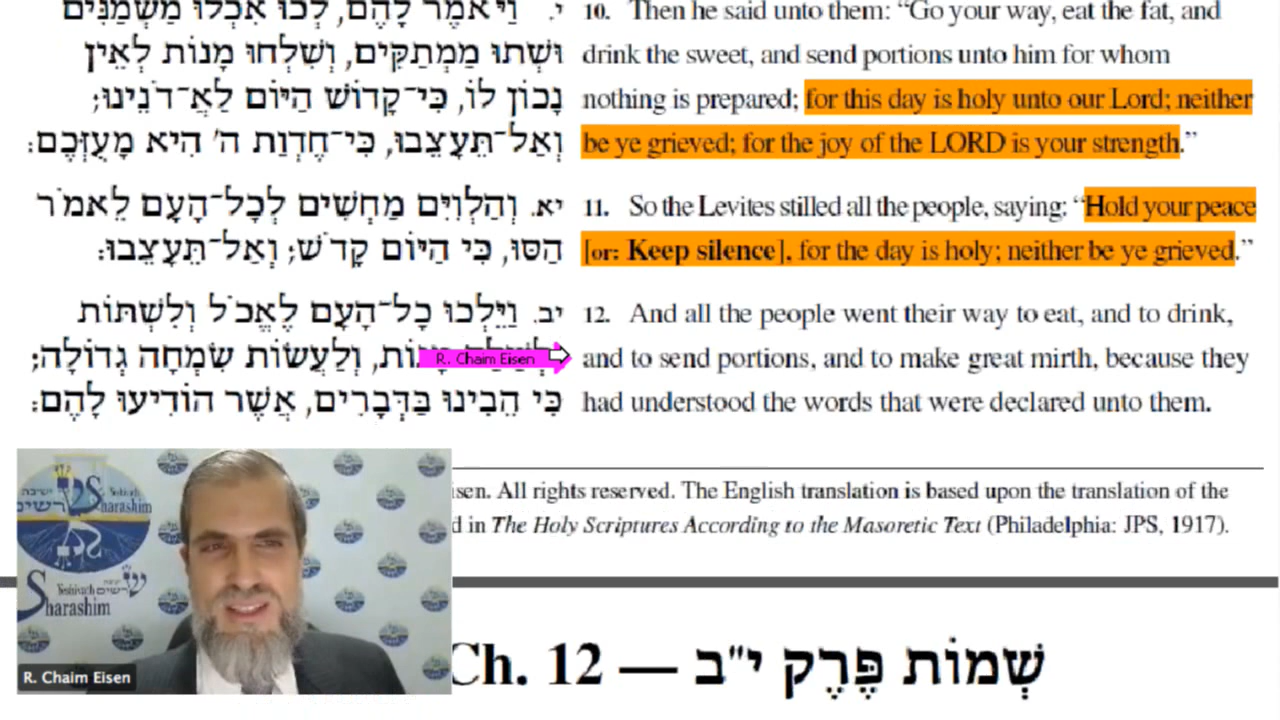 י. וַיֹּאמֶר לָהֶם, לְכוּ אִכְלוּ מַשְׁמַנִּים
וּשְׁתוּ מַמְתַקִּים, וְשִׁלְחוּ מָנוֹת לְאֵין
נָכוֹן לוֹ, כִּי־קָדוֹשׁ הַיּוֹם לַאֲ־דֹנֵינוּ;
וְאַל־תֵּעָצֵבוּ, כִּי־חֶדְוַת ה' הִיא מָעֻזְּכֶם:
10. Then he said unto them: “Go your way, eat the fat, and
drink the sweet, and send portions unto him for whom
nothing is prepared; for this day is holy unto our Lord; neither
be ye grieved; for the joy of the LORD is your strength.”
יא. וְהַלְוִיִּם מַחְשִׁים לְכָל־הָעָם לֵאמֹר
הַסּוּ, כִּי הַיּוֹם קָדֹשׁ; וְאַל־תֵּעָצֵבוּ:
11. So the Levites stilled all the people, saying: “Hold your peace
[or: Keep silence], for the day is holy; neither be ye grieved.”
יב. וַיֵּלְכוּ כָל־הָעָם לֶאֱכֹל וְלִשְׁתּוֹת
וְלַעֲשׂוֹת שִׂמְחָה גְדוֹלָה;
כִּי הֵבִינוּ בַּדְּבָרִים, אֲשֶׁר הוֹדִיעוּ לָהֶם:
R. Chaim Eisen
12. And all the people went their way to eat, and to drink,
and to send portions, and to make great mirth, because they
had understood the words that were declared unto them.
isen. All rights reserved. The English translation is based upon the translation of the
d in The Holy Scriptures According to the Masoretic Text (Philadelphia: JPS, 1917).
ישיבת
שרשים
Yeshivath
Sharashim
Yeshivath ישיבת
Sharashim
R. Chaim Eisen
Ch. 12 — שְׁמוֹת פֶּרֶק י"ב